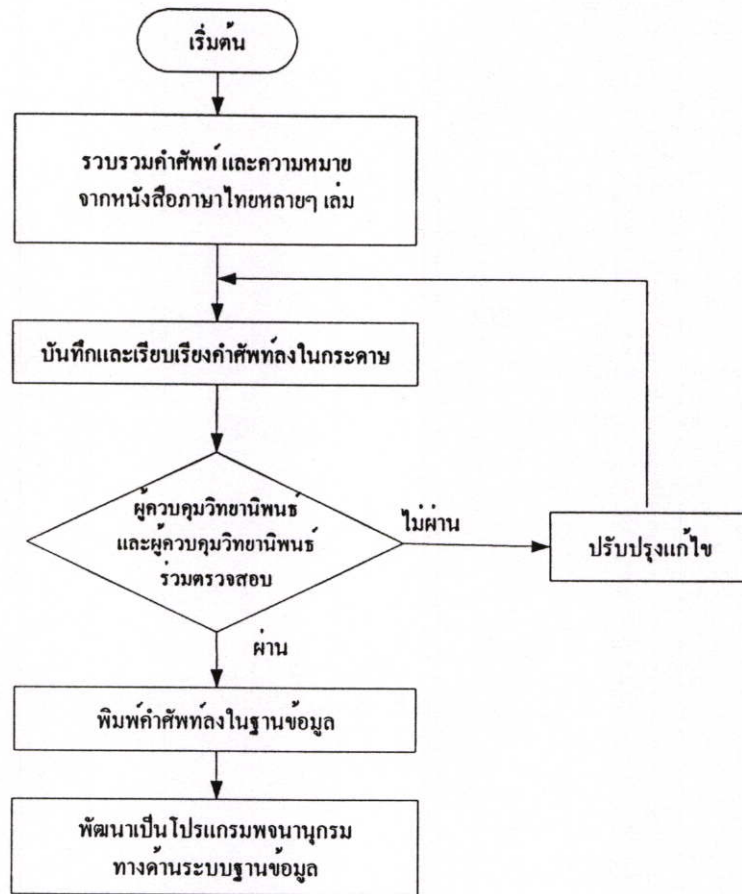 เริ่มต้น
รวบรวมคำศัพท์ และความหมาย
จากหนังสือภาษาไทยหลายๆ เล่ม
บันทึกและเรียบเรียงคำศัพท์ลงในกระดาษ
ผู้ควบคุมวิทยานิพนธ์
และผู้ควบคุมวิทยานิพนธ์
ร่วมตรวจสอบ
ไม่ผ่าน
ปรับปรุงแก้ไข
ผ่าน
พิมพ์คำศัพท์ลงในฐานข้อมูล
พัฒนาเป็นโปรแกรมพจนานุกรม
ทางด้านระบบฐานข้อมูล